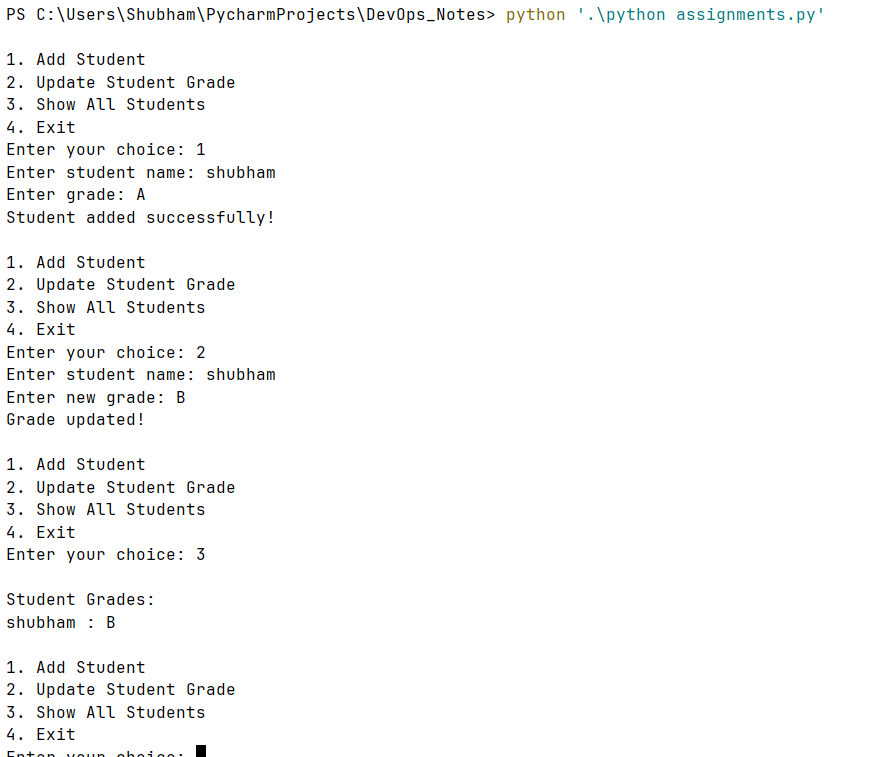 PS C:\Users\Shubham\PycharmProjects\DevOps_Notes> python '.\python assignments.py'
1. Add Student
2. Update Student Grade
3. Show All Students
4. Exit
Enter your choice: 1
Enter student name: shubham
Enter grade: A
Student added successfully!
1. Add Student
2. Update Student Grade
3. Show All Students
4. Exit
Enter your choice: 2
Enter student name: shubham
Enter new grade: B
Grade updated!
1. Add Student
2. Update Student Grade
3. Show All Students
4. Exit
Enter your choice: 3
Student Grades:
shubham : B
1. Add Student
2. Update Student Grade
3. Show All Students
4. Exit
Enter your choice: